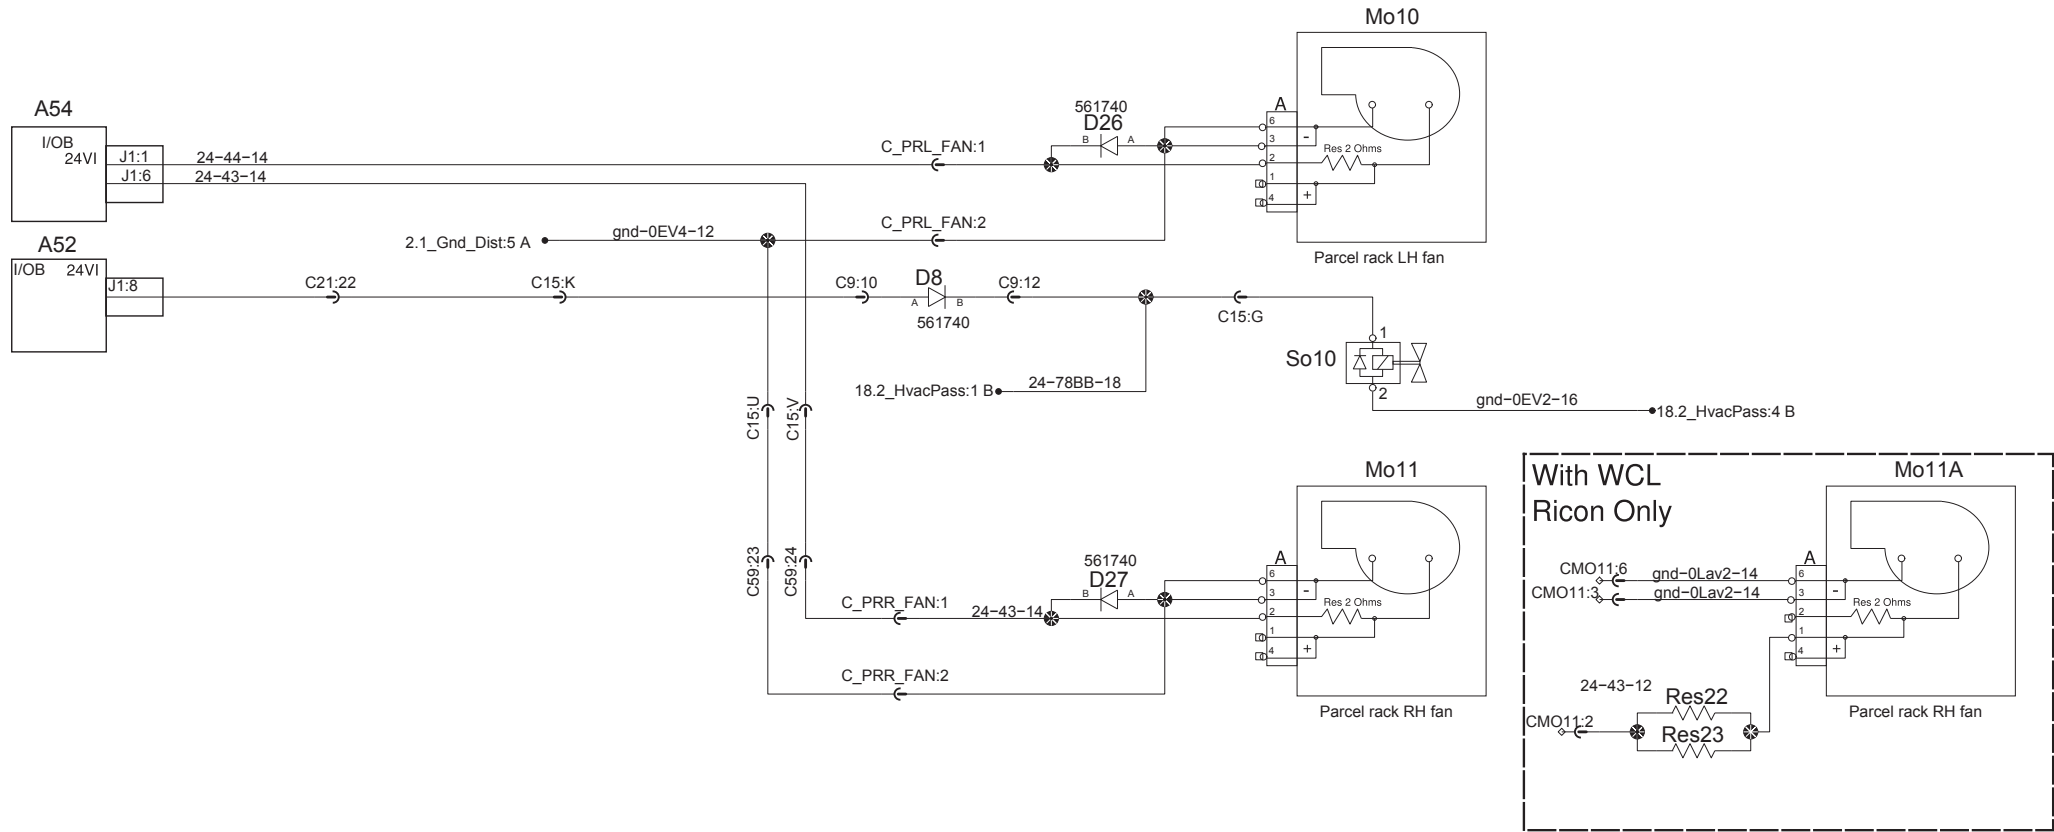 Mo10
A54
I/OB
24VI
J1:1
24-44-14
J1:6
24-43-14
C_PRL_FAN:1
561740
D26
B
A
A
6
3
2
1
4
-
+
Res 2 Ohms
Parcel rack LH fan
C_PRL_FAN:2
2.1_Gnd_Dist:5 A
gnd-0EV4-12
A52
I/OB
24VI
J1:8
C21:22
C15:K
C9:10
D8
A
B
561740
C9:12
C15:G
18.2_HvacPass:1 B
24-78BB-18
So10
1
2
gnd-0EV2-16
18.2_HvacPass:4 B
C15:U
C15:V
C59:23
C59:24
Mo11
561740
D27
B
A
A
6
3
2
1
4
-
+
Res 2 Ohms
C_PRR_FAN:1
24-43-14
C_PRR_FAN:2
Parcel rack RH fan
With WCL
Ricon Only
Mo11A
CMO11:6
gnd-0Lav2-14
CMO11:3
gnd-0Lav2-14
A
6
3
2
1
4
-
+
Res 2 Ohms
24-43-12
Res22
CMO11:2
Res23
Parcel rack RH fan